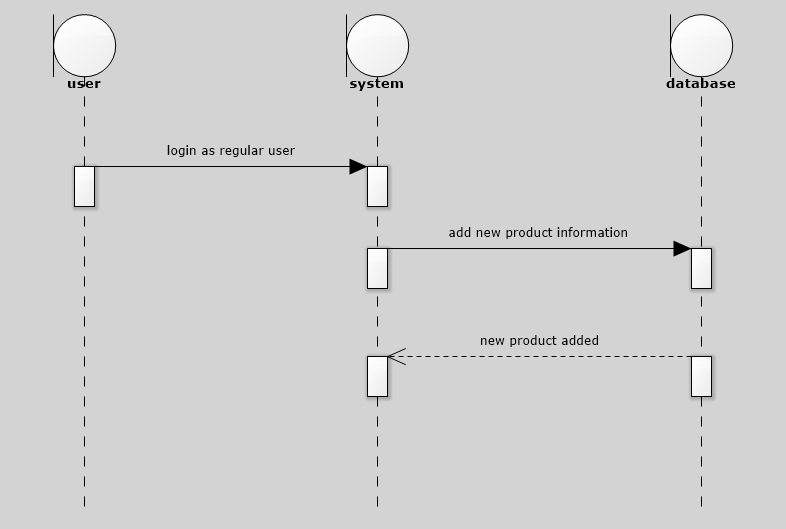 user
system
database
login as regular user
add new product information
new product added